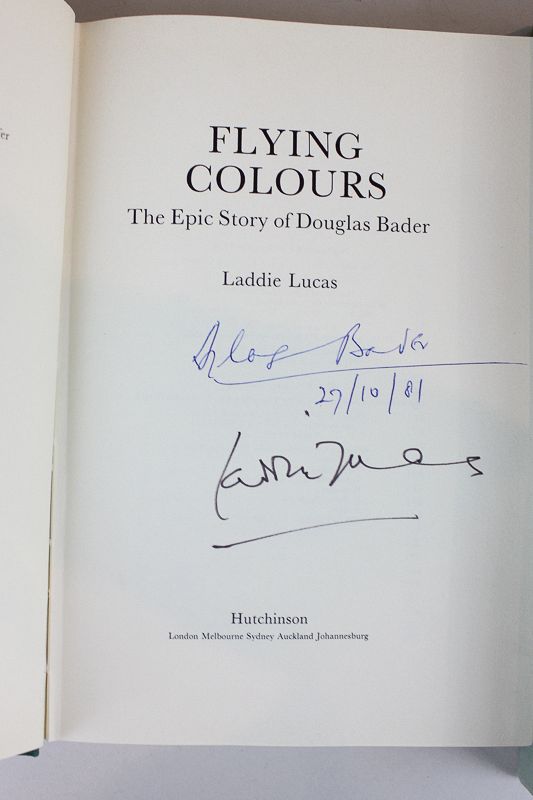 FLYING
COLOURS
The Epic Story of Douglas Bader
Laddie Lucas
Douglas Bader
27/10/81
Laddie Lucas
Hutchinson
London Melbourne Sydney Auckland Johannesburg